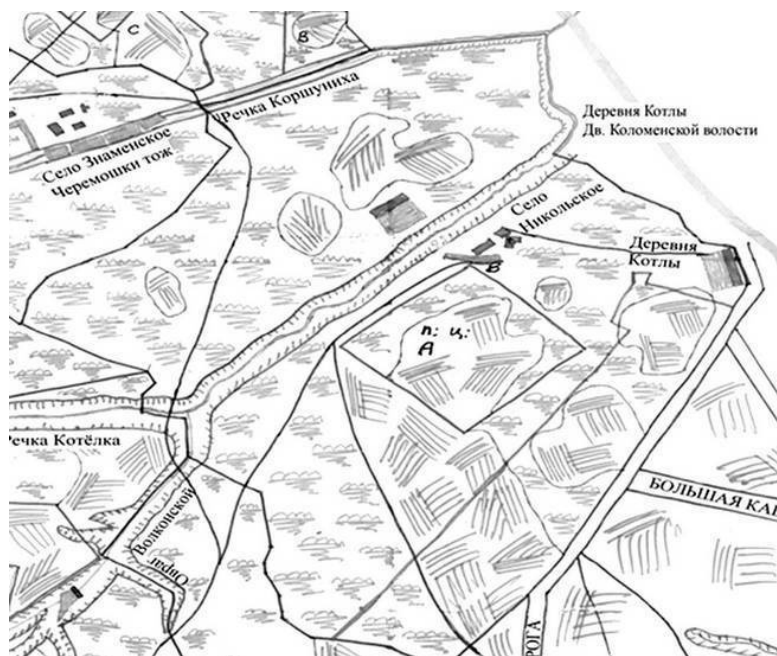 С
В
Речка Коршуниха
Деревня Котлы
Дв. Коломенской волости
Село Знаменское
Черемошки тож
Село
Никольское
Деревня
Котлы
В
п: ц:
А
ечка Котёлка
Волконской
Овраг
БОЛЬШАЯ КА
РОГА